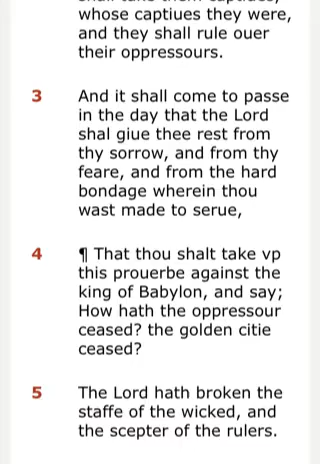 whose captiues they were,
and they shall rule ouer
their oppressours.
3 And it shall come to passe
in the day that the Lord
shal giue thee rest from
thy sorrow, and from thy
feare, and from the hard
bondage wherein thou
wast made to serue,
4 ¶ That thou shalt take vp
this prouerbe against the
king of Babylon, and say;
How hath the oppressour
ceased? the golden citie
ceased?
5 The Lord hath broken the
staffe of the wicked, and
the scepter of the rulers.